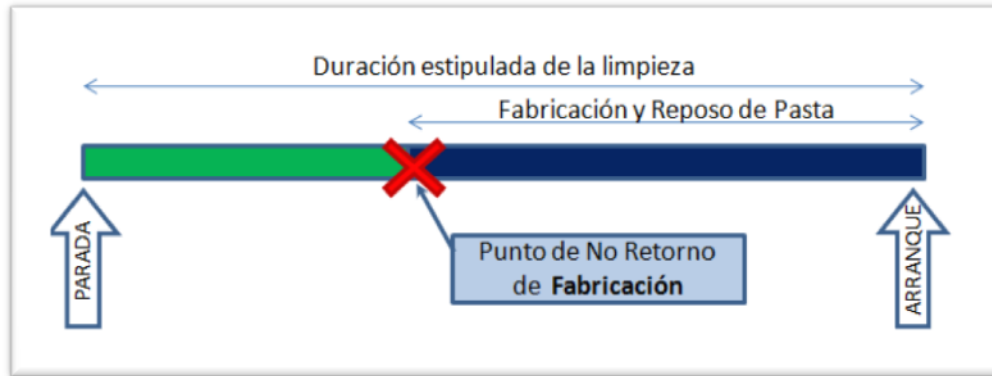 Duración estipulada de la limpieza
Fabricación y Reposo de Pasta
PARADA
Punto de No Retorno
de Fabricación
ARRANQUE